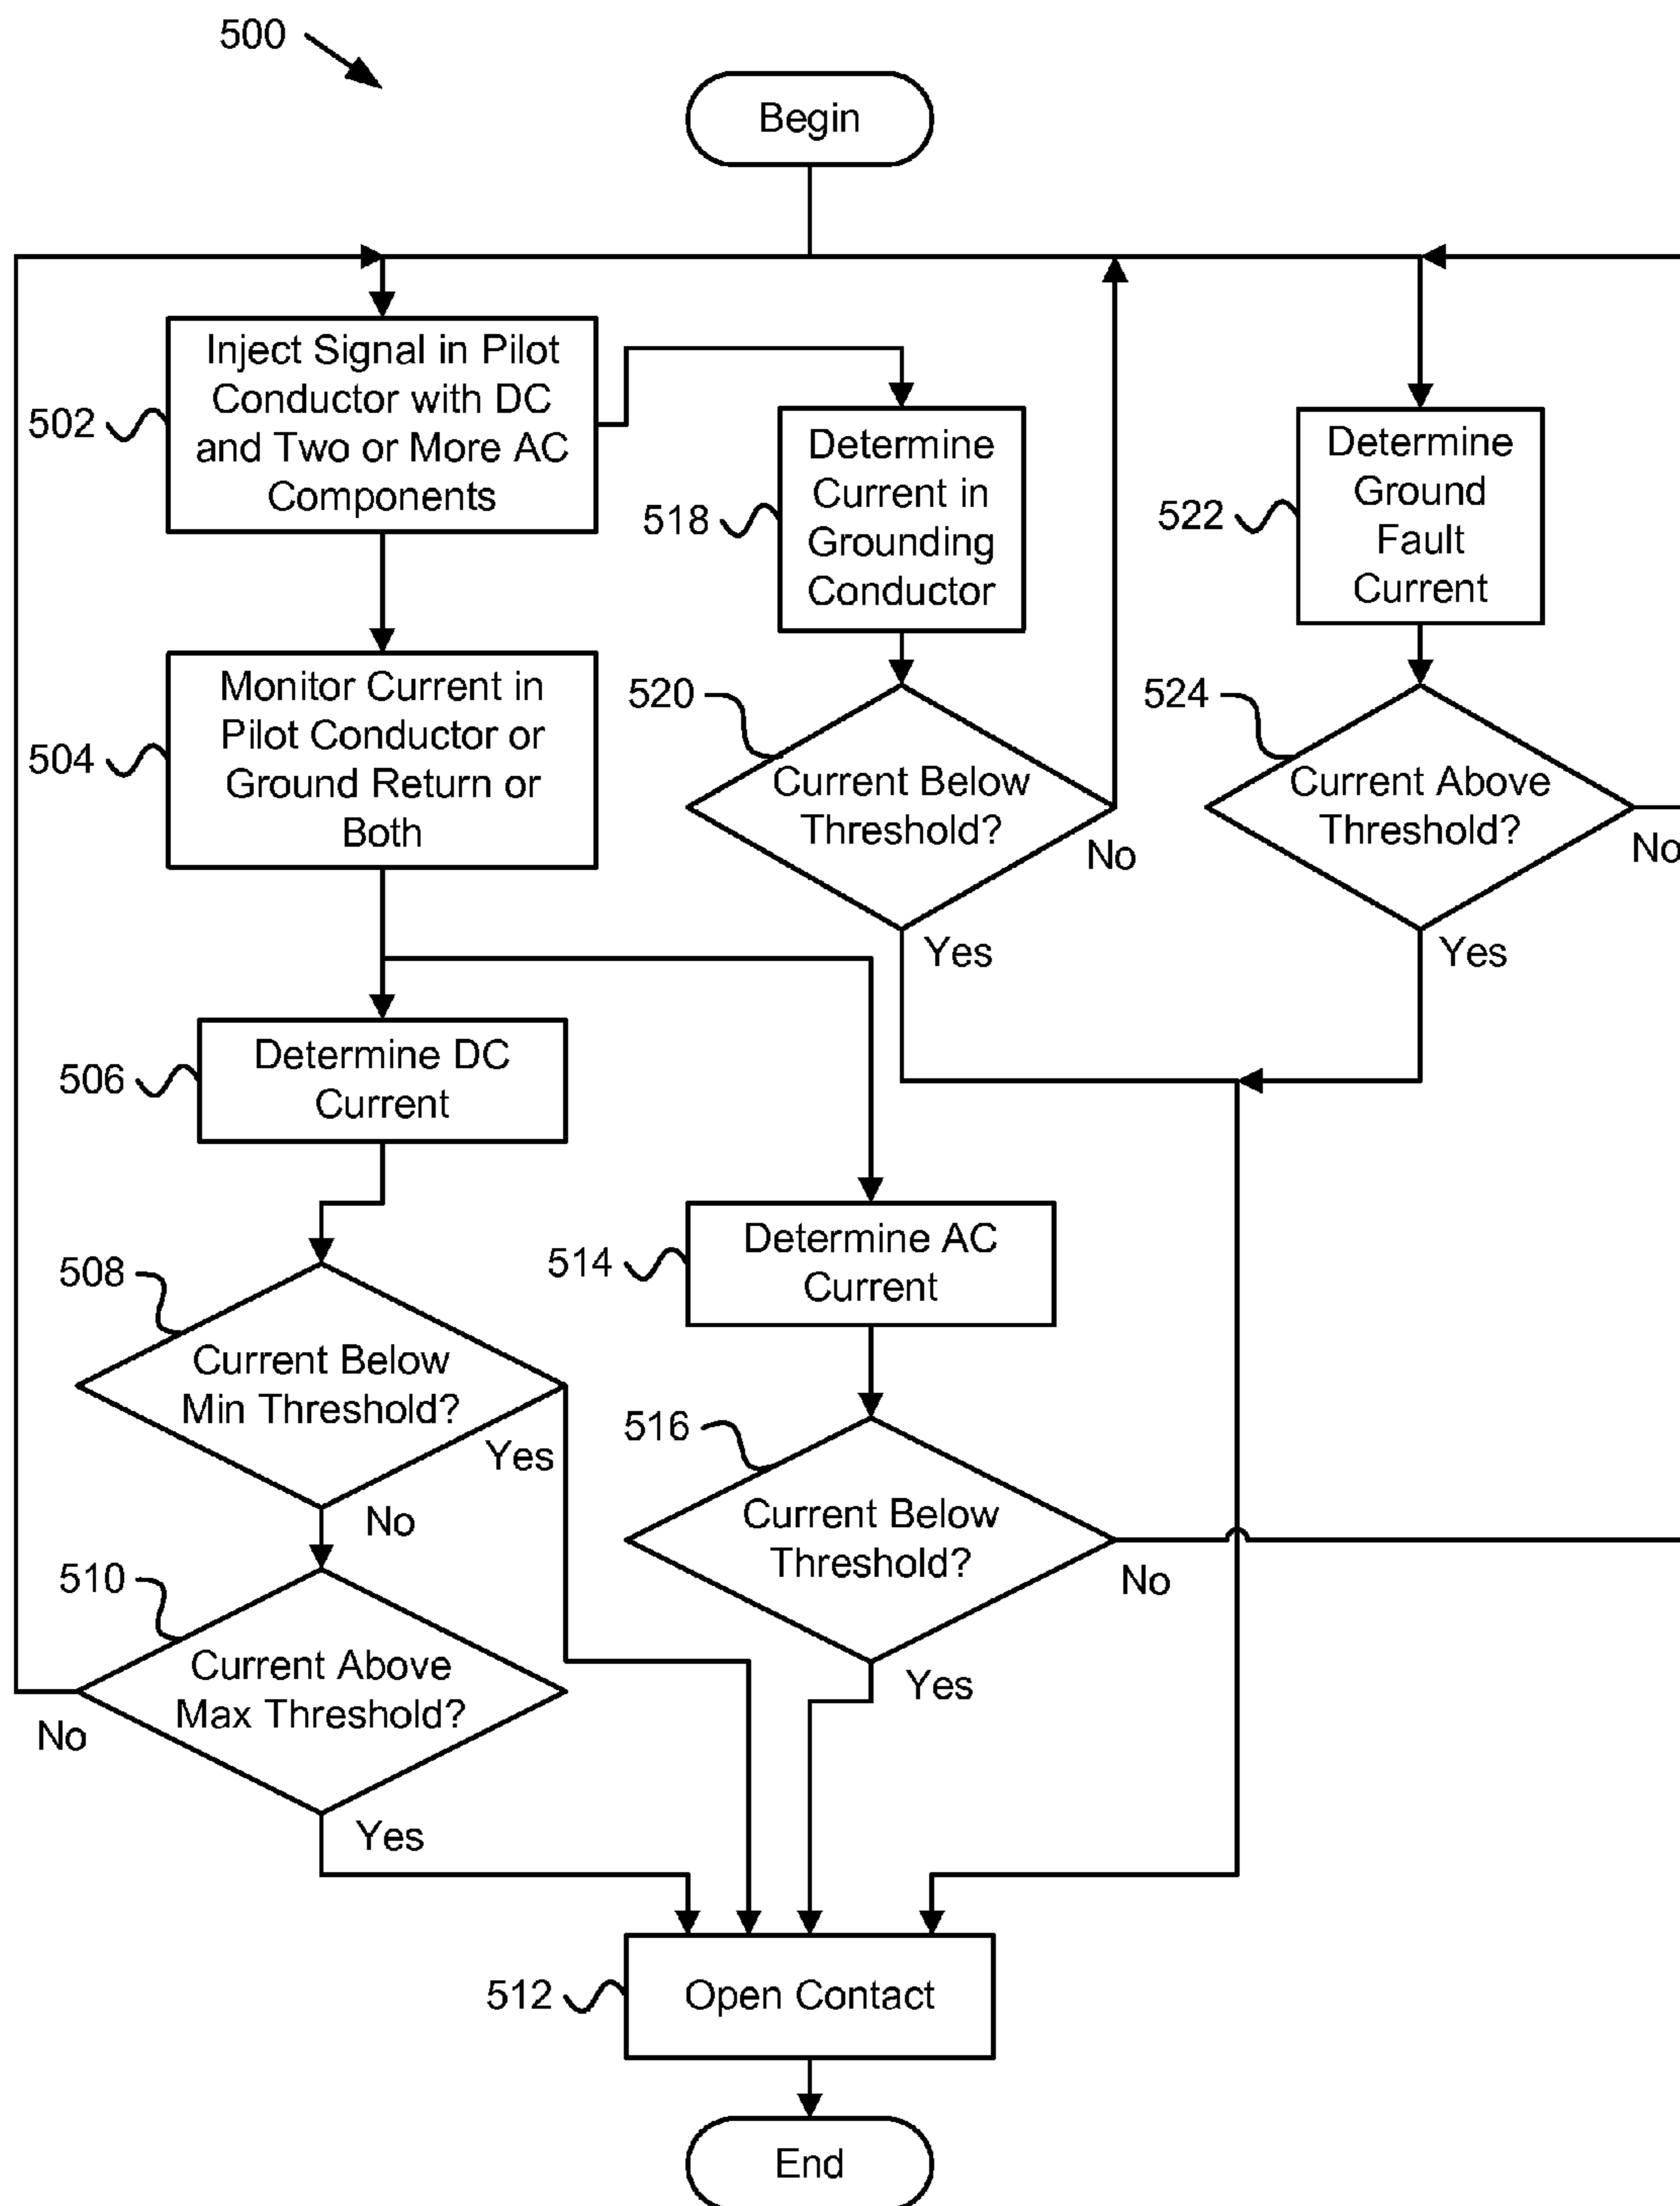 500
Begin
502
Inject Signal in Pilot
Conductor with DC
and Two or More AC
Components
518
Determine
Current in
Grounding
Conductor
522
Determine
Ground
Fault
Current
504
Monitor Current in
Pilot Conductor or
Ground Return or
Both
520
Current Below
Threshold?
No
Yes
524
Current Above
Threshold?
No
Yes
506
Determine DC
Current
514
Determine AC
Current
508
Current Below
Min Threshold?
Yes
No
516
Current Below
Threshold?
No
Yes
510
Current Above
Max Threshold?
No
Yes
512
Open Contact
End